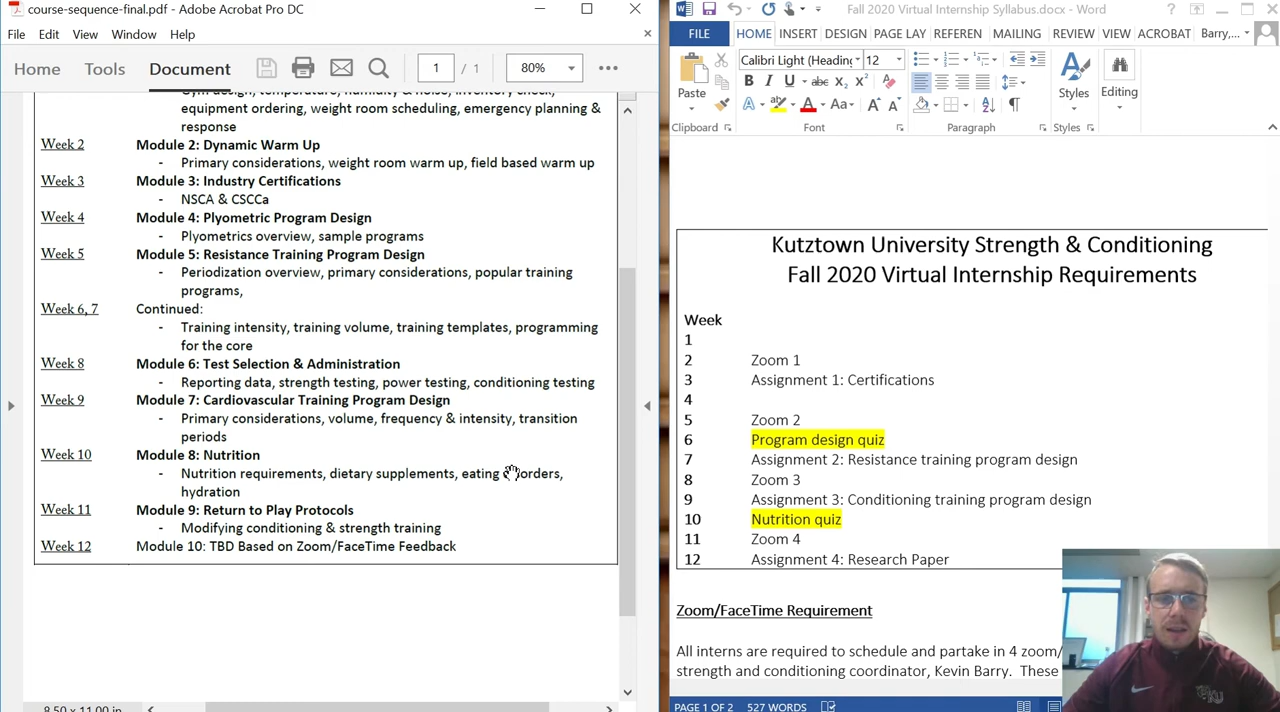 course-sequence-final.pdf - Adobe Acrobat Pro DC
File Edit View Window Help
Home Tools Document 1 / 1 80%
equipment ordering, weight room scheduling, emergency planning &
response
Week 2 Module 2: Dynamic Warm Up
- Primary considerations, weight room warm up, field based warm up
Week 3 Module 3: Industry Certifications
- NSCA & CSCCa
Week 4 Module 4: Plyometric Program Design
- Plyometrics overview, sample programs
Week 5 Module 5: Resistance Training Program Design
- Periodization overview, primary considerations, popular training
programs,
Week 6, 7 Continued:
- Training intensity, training volume, training templates, programming
for the core
Week 8 Module 6: Test Selection & Administration
- Reporting data, strength testing, power testing, conditioning testing
Week 9 Module 7: Cardiovascular Training Program Design
- Primary considerations, volume, frequency & intensity, transition
periods
Week 10 Module 8: Nutrition
- Nutrition requirements, dietary supplements, eating disorders,
hydration
Week 11 Module 9: Return to Play Protocols
- Modifying conditioning & strength training
Week 12 Module 10: TBD Based on Zoom/FaceTime Feedback
8.50 x 11.00 in
Fall 2020 Virtual Internship Syllabus.docx - Word
FILE HOME INSERT DESIGN PAGE LAY REFEREN MAILING REVIEW VIEW ACROBAT Barry,...
Calibri Light (Heading 12
Paste
B I U abc X₂ X²
A A Aa A A
Styles
Editing
Clipboard Font Paragraph Styles
Kutztown University Strength & Conditioning
Fall 2020 Virtual Internship Requirements
Week
1
2 Zoom 1
3 Assignment 1: Certifications
4
5 Zoom 2
6 Program design quiz
7 Assignment 2: Resistance training program design
8 Zoom 3
9 Assignment 3: Conditioning training program design
10 Nutrition quiz
11 Zoom 4
12 Assignment 4: Research Paper
Zoom/FaceTime Requirement
All interns are required to schedule and partake in 4 zoom/
strength and conditioning coordinator, Kevin Barry. These
PAGE 1 OF 2 527 WORDS
KU